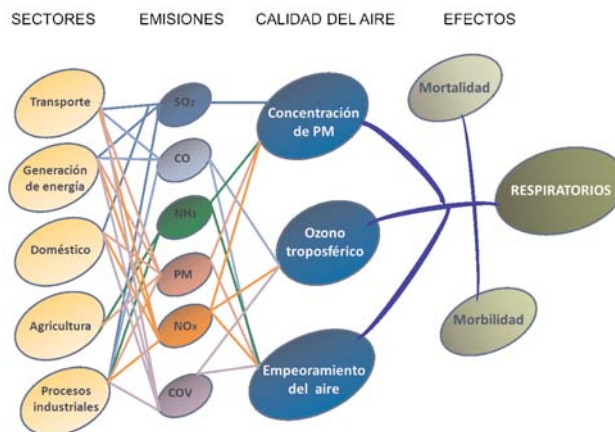 SECTORES
EMISIONES
CALIDAD DEL AIRE
EFECTOS
Transporte
Generación
de energía
Doméstico
Agricultura
Procesos
industriales
SO₂
CO
NH₃
PM
NOx
COV
Concentración
de PM
Ozono
troposférico
Empeoramiento
del aire
Mortalidad
RESPIRATORIOS
Morbilidad